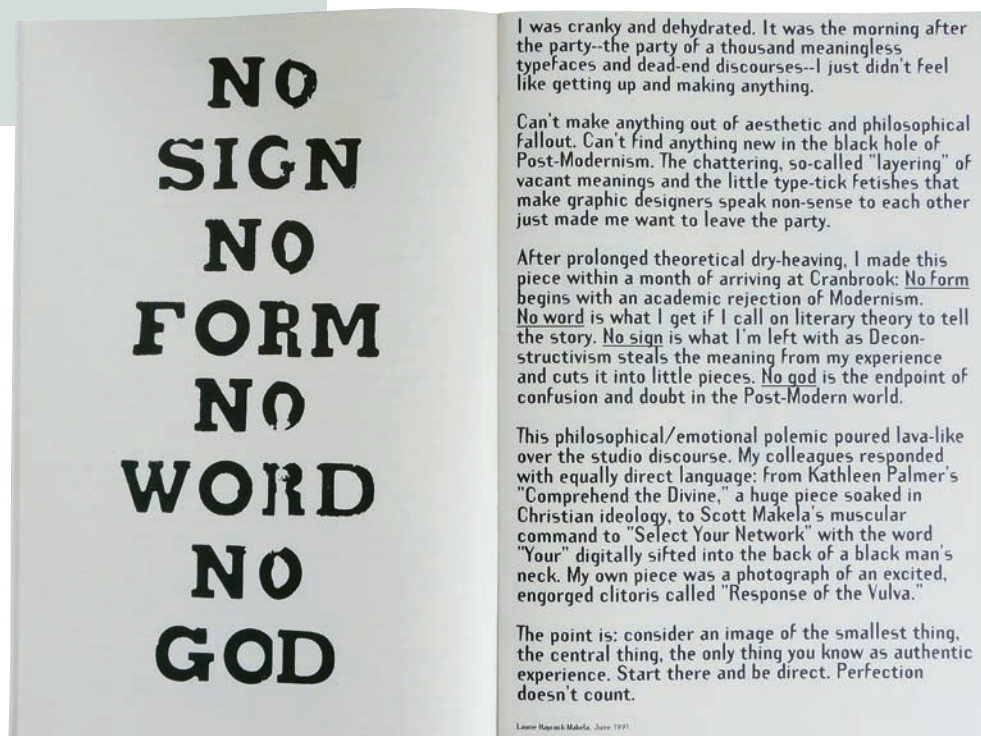 NO
SIGN
NO
FORM
NO
WORD
NO
GOD
I was cranky and dehydrated. It was the morning after
the party--the party of a thousand meaningless
typefaces and dead-end discourses--I just didn't feel
like getting up and making anything.
Can't make anything out of aesthetic and philosophical
fallout. Can't find anything new in the black hole of
Post-Modernism. The chattering, so-called "layering" of
vacant meanings and the little type-tick fetishes that
make graphic designers speak non-sense to each other
just made me want to leave the party.
After prolonged theoretical dry-heaving, I made this
piece within a month of arriving at Cranbrook: No form
begins with an academic rejection of Modernism.
No word is what I get if I call on literary theory to tell
the story. No sign is what I'm left with as Decon-
structivism steals the meaning from my experience
and cuts it into little pieces. No god is the endpoint of
confusion and doubt in the Post-Modern world.
This philosophical/emotional polemic poured lava-like
over the studio discourse. My colleagues responded
with equally direct language: from Kathleen Palmer's
"Comprehend the Divine," a huge piece soaked in
Christian ideology, to Scott Makela's muscular
command to "Select Your Network" with the word
"Your" digitally sifted into the back of a black man's
neck. My own piece was a photograph of an excited,
engorged clitoris called "Response of the Vulva."
The point is: consider an image of the smallest thing,
the central thing, the only thing you know as authentic
experience. Start there and be direct. Perfection
doesn't count.
Laurie Haycock Makela, June 1991